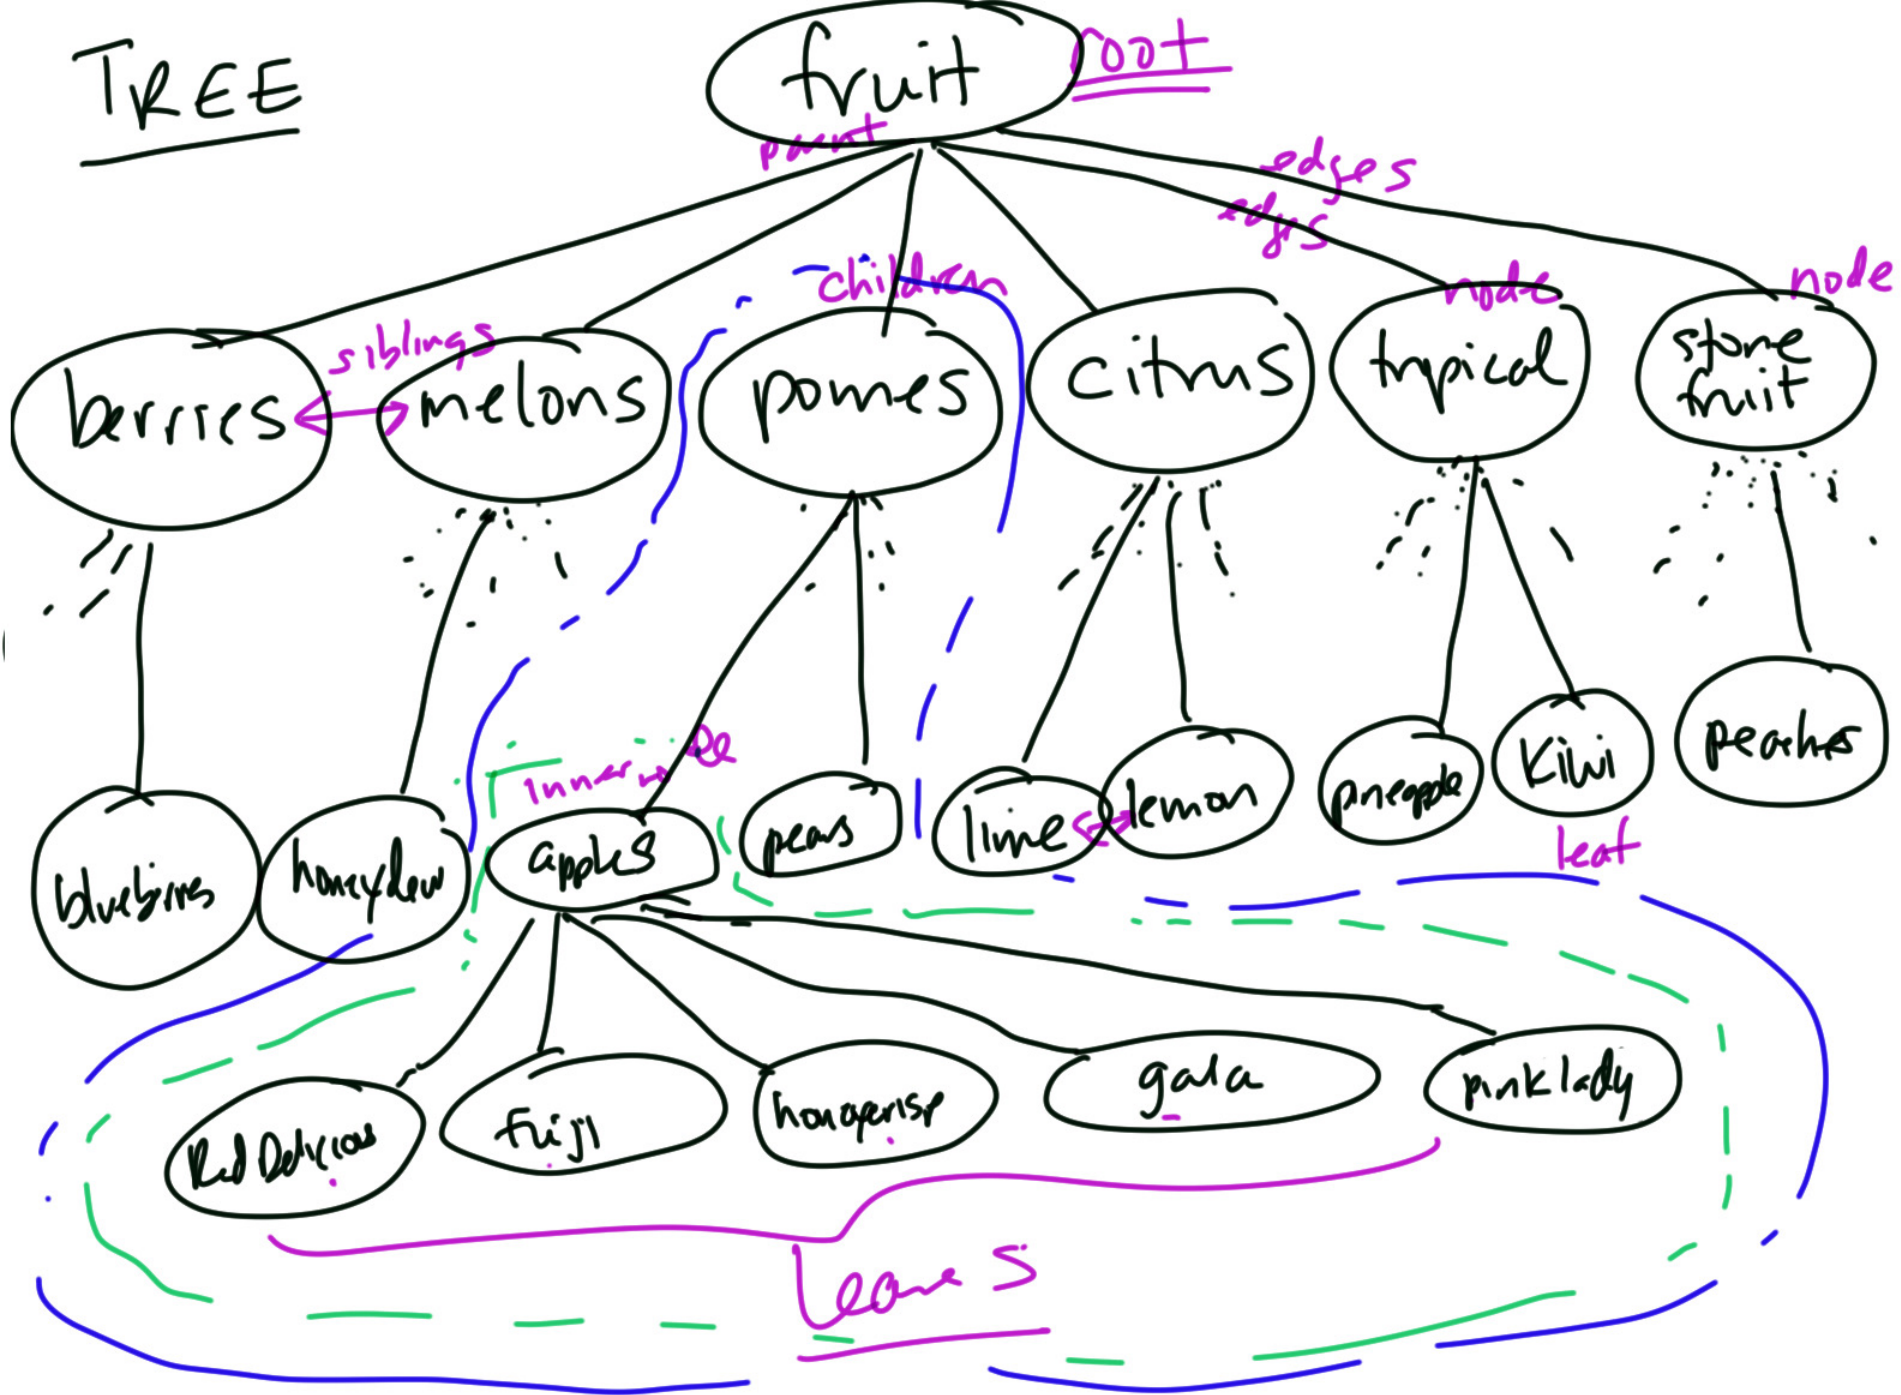 TREE
fruit
root
parent
edges
edges
children
node
node
siblings
berries
melons
pomes
citrus
tropical
stone
fruit
inner node
blueberries
honeydew
apples
pears
lime
lemon
pineapple
Kiwi
peaches
leaf
Red Delicious
fuji
honeycrisp
gala
pink lady
Leaves